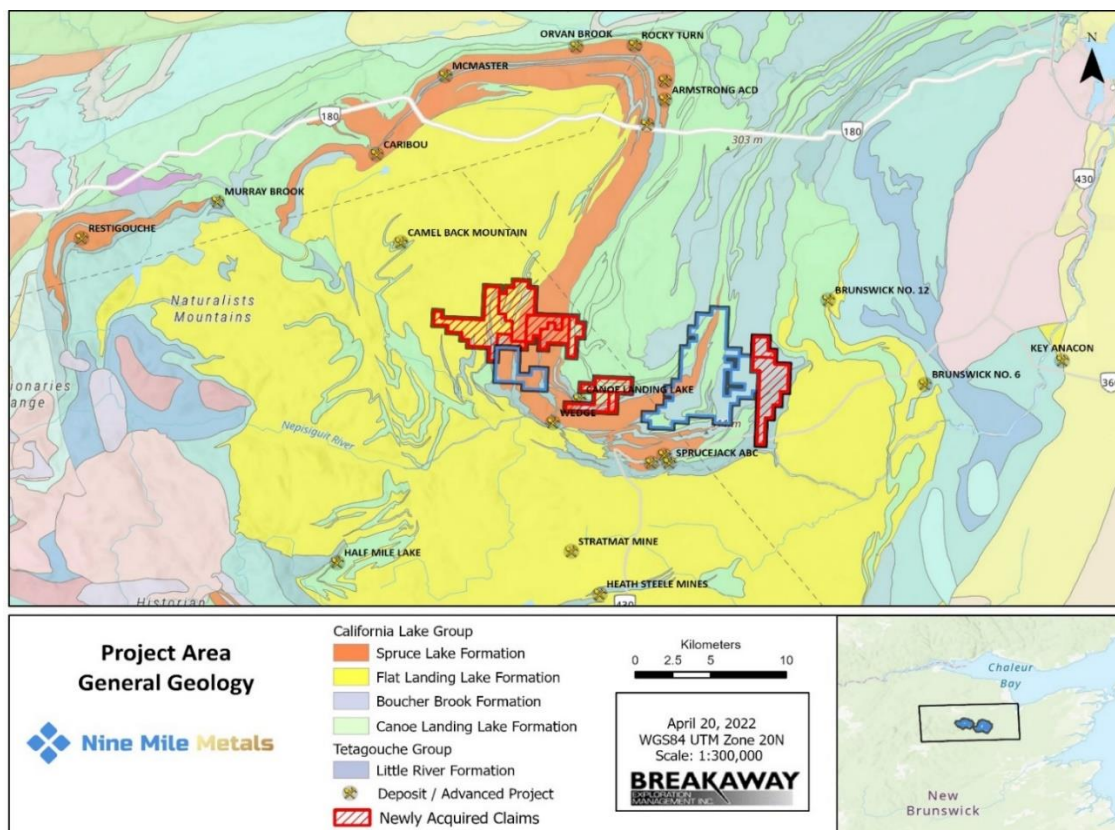 ORVAN BROOK
ROCKY TURN
N
MCMASTER
ARMSTRONG ACD
180
303 m
180
CARIBOU
430
MURRAY BROOK
RESTIGOUCHE
CAMEL BACK MOUNTAIN
Naturalists
Mountains
BRUNSWICK NO. 12
KEY ANACON
BRUNSWICK NO. 6
360
CANOE LANDING LAKE
WEDGE
Nepisiguit River
SPRUCEJACK ABC
STRATMAT MINE
HALF MILE LAKE
HEATH STEELE MINES
Historian
430
Project Area
General Geology
Nine Mile Metals
California Lake Group
Spruce Lake Formation
Flat Landing Lake Formation
Boucher Brook Formation
Canoe Landing Lake Formation
Tetagouche Group
Little River Formation
Deposit / Advanced Project
Newly Acquired Claims
Kilometers
0 2.5 5 10
April 20, 2022
WGS84 UTM Zone 20N
Scale: 1:300,000
BREAKAWAY
EXPLORATION
MANAGEMENT INC.
Chaleur
Bay
New
Brunswick